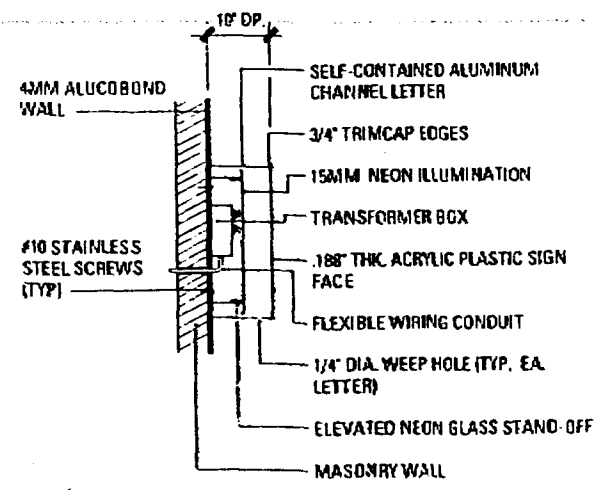 10" DP.
4MM ALUCOBOND
WALL
#10 STAINLESS
STEEL SCREWS
(TYP)
SELF-CONTAINED ALUMINUM
CHANNEL LETTER
3/4" TRIMCAP EDGES
15MM NEON ILLUMINATION
TRANSFORMER BOX
.188" THK. ACRYLIC PLASTIC SIGN
FACE
FLEXIBLE WIRING CONDUIT
1/4" DIA. WEEP HOLE (TYP. EA.
LETTER)
ELEVATED NEON GLASS STAND-OFF
MASONRY WALL